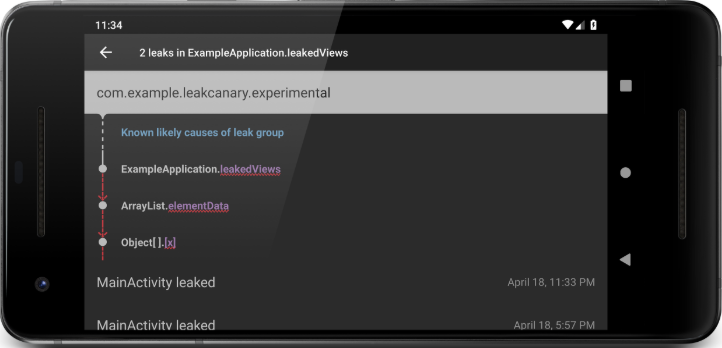 11:34
2 leaks in ExampleApplication.leakedViews
com.example.leakcanary.experimental
Known likely causes of leak group
ExampleApplication.leakedViews
ArrayList.elementData
Object[].[x]
MainActivity leaked April 18, 11:33 PM
MainActivity leaked April 18, 5:57 PM